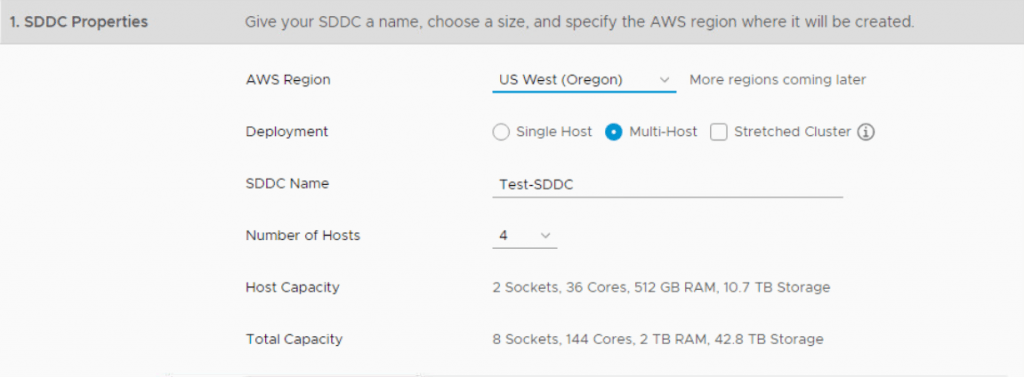 1. SDDC Properties Give your SDDC a name, choose a size, and specify the AWS region where it will be created.
AWS Region US West (Oregon) More regions coming later
Deployment Single Host Multi-Host Stretched Cluster
SDDC Name Test-SDDC
Number of Hosts 4
Host Capacity 2 Sockets, 36 Cores, 512 GB RAM, 10.7 TB Storage
Total Capacity 8 Sockets, 144 Cores, 2 TB RAM, 42.8 TB Storage